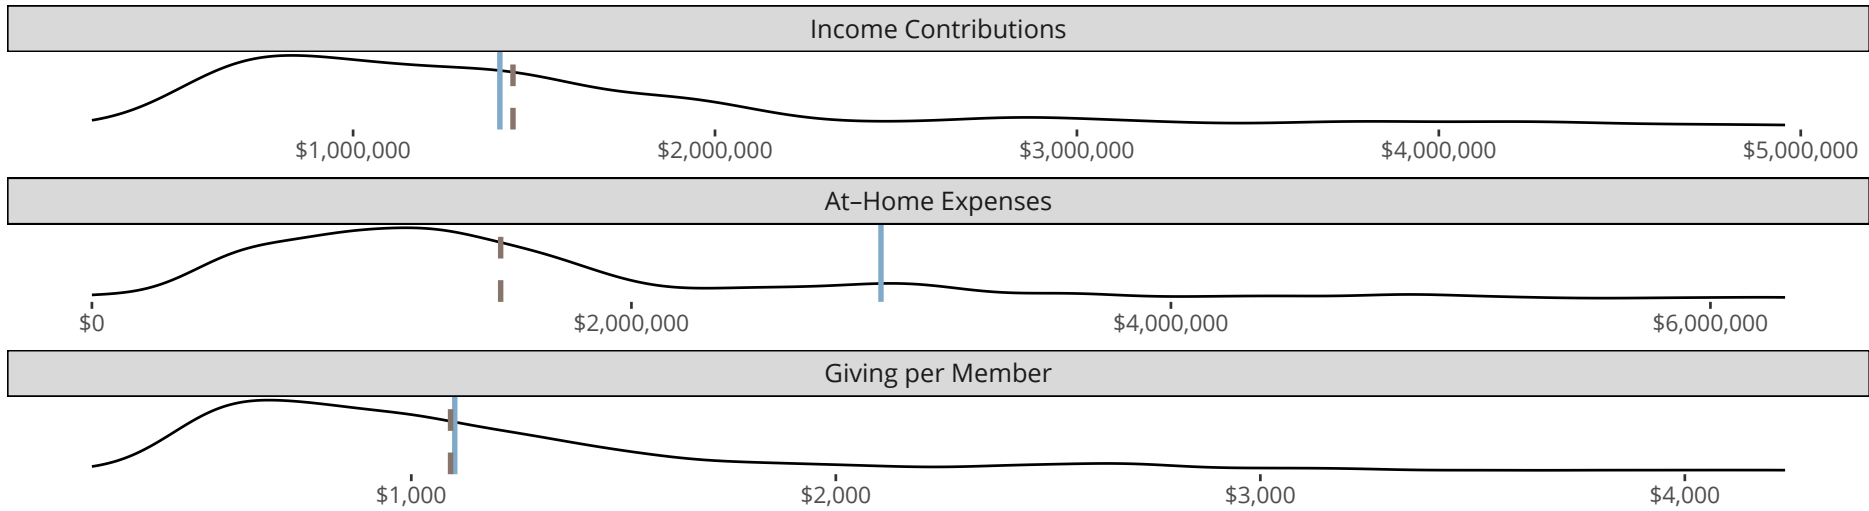 Income Contributions
$1,000,000 $2,000,000 $3,000,000 $4,000,000 $5,000,000
At–Home Expenses
$0 $2,000,000 $4,000,000 $6,000,000
Giving per Member
$1,000 $2,000 $3,000 $4,000